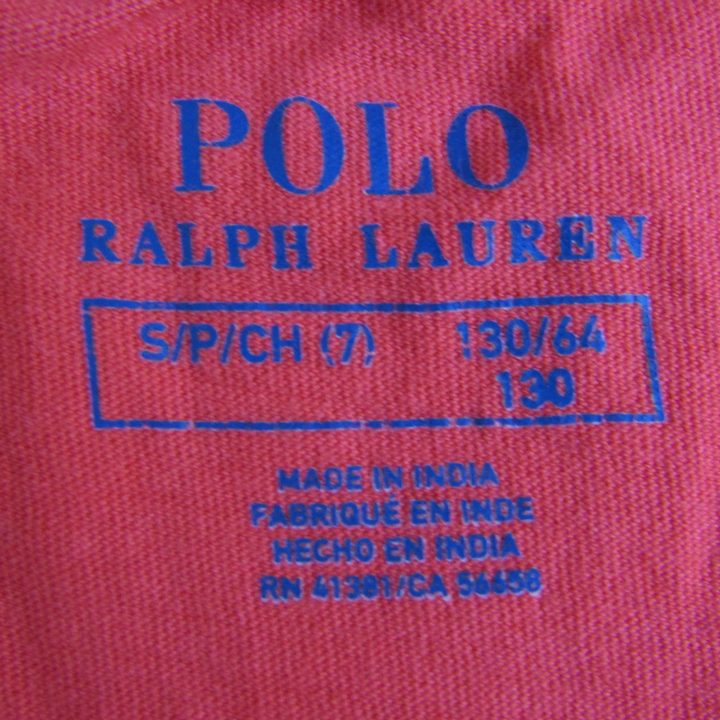 POLO
RALPH LAUREN
S/P/CH (7) 130/64
130
MADE IN INDIA
FABRIQUÉ EN INDE
HECHO EN INDIA
RN 41381/CA 56658